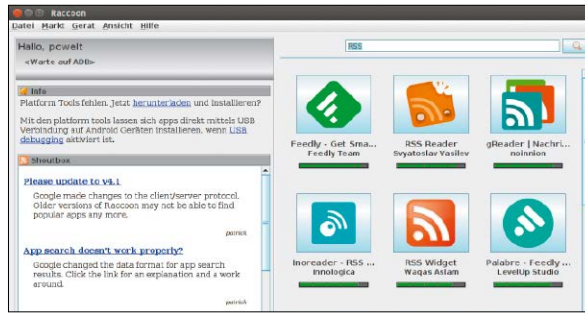 Raccoon
Datei Markt Gerät Ansicht Hilfe
Hallo, pcwelt
«Warte auf ADB»
RSS
Info
Platform Tools fehlen. Jetzt herunterladen und installieren?
Mit den platform tools lassen sich apps direkt mittels USB
Verbindung auf Android Geräten installieren, wenn USB
debugging aktiviert ist.
Shoutbox
Please update to v4.1
Google made changes to the client/server protocol.
Older versions of Raccoon may not be able to find
popular apps any more.
patrick
App search doesn't work properly?
Google changed the data format for app search
results. Click the link for an explanation and a work
around.
patrick
Feedly - Get Sma...
Feedly Team
RSS Reader
Svyatoslav Vasilev
gReader | Nachri...
noinnion
Inoreader - RSS ...
Innologica
RSS Widget
Waqas Aslam
Palabre - Feedly ...
LevelUp Studio